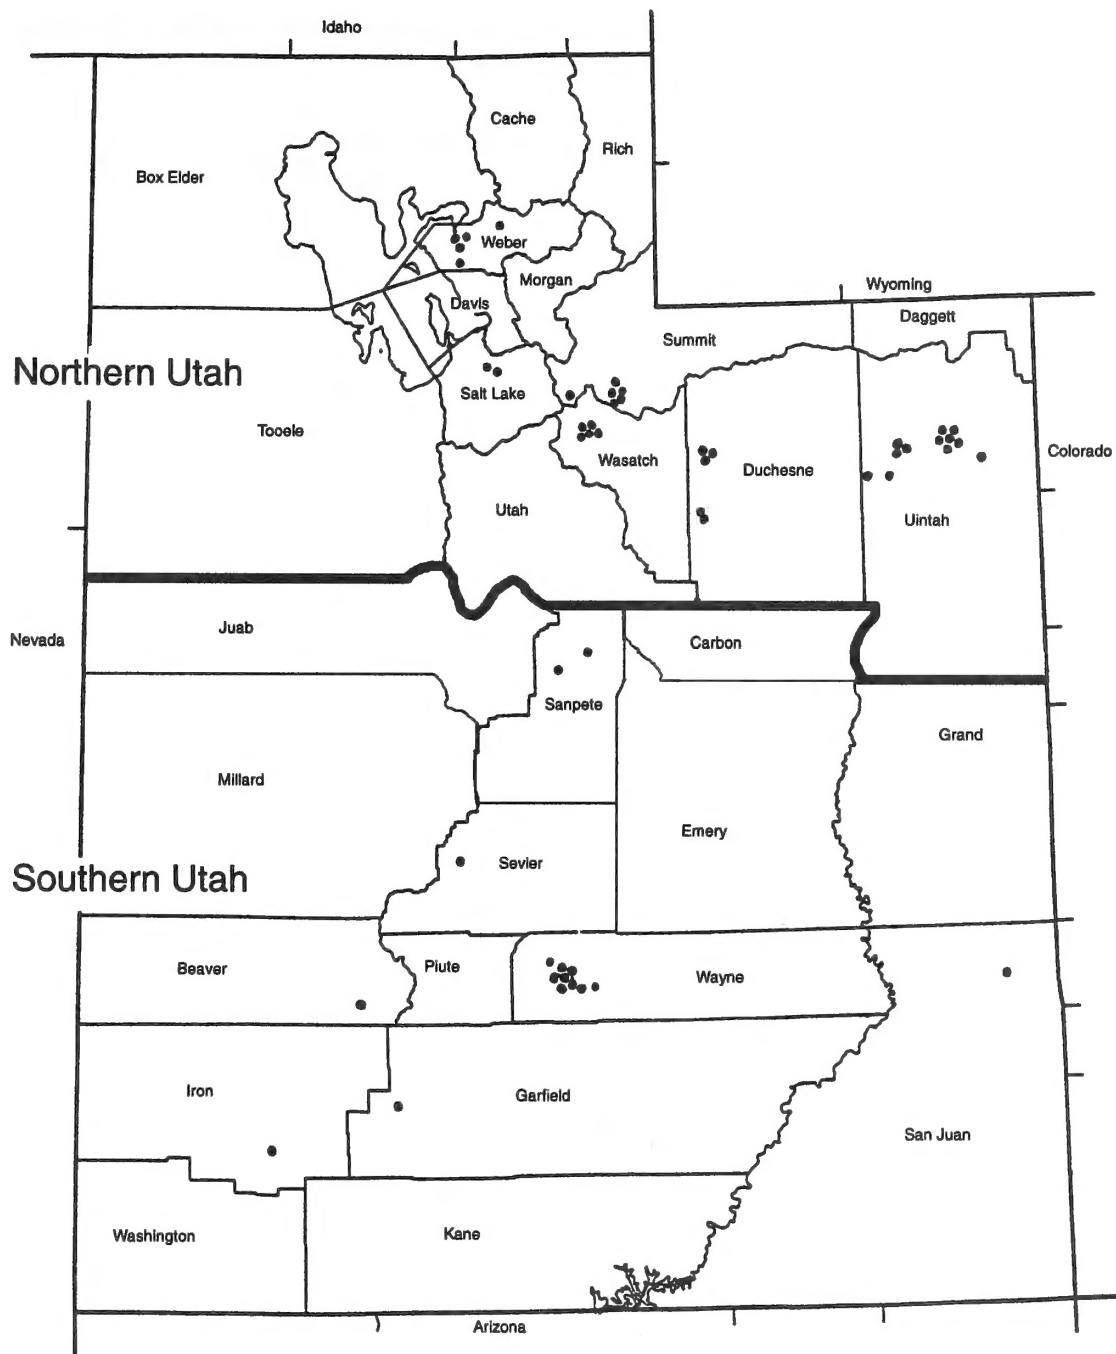 Idaho
Cache
Rich
Box Elder
Weber
Morgan
Wyoming
Davis
Daggett
Summit
Northern Utah
Salt Lake
Tooele
Colorado
Wasatch
Duchesne
Utah
Uintah
Juab
Nevada
Carbon
Sanpete
Grand
Millard
Emery
Sevier
Southern Utah
Beaver
Piute
Wayne
Iron
Garfield
San Juan
Washington
Kane
Arizona